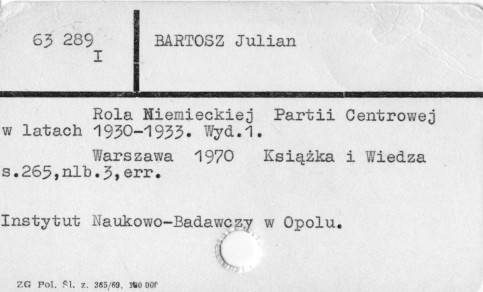 63 289
I
BARTOSZ Julian
Rola Niemieckiej Partii Centrowej
w latach 1930-1933. Wyd.1.
Warszawa 1970 Książka i Wiedza
s.265,nlb.3,err.
Instytut Naukowo-Badawczy w Opolu.
ZG Pol. Śl. z. 365/69, 100 000